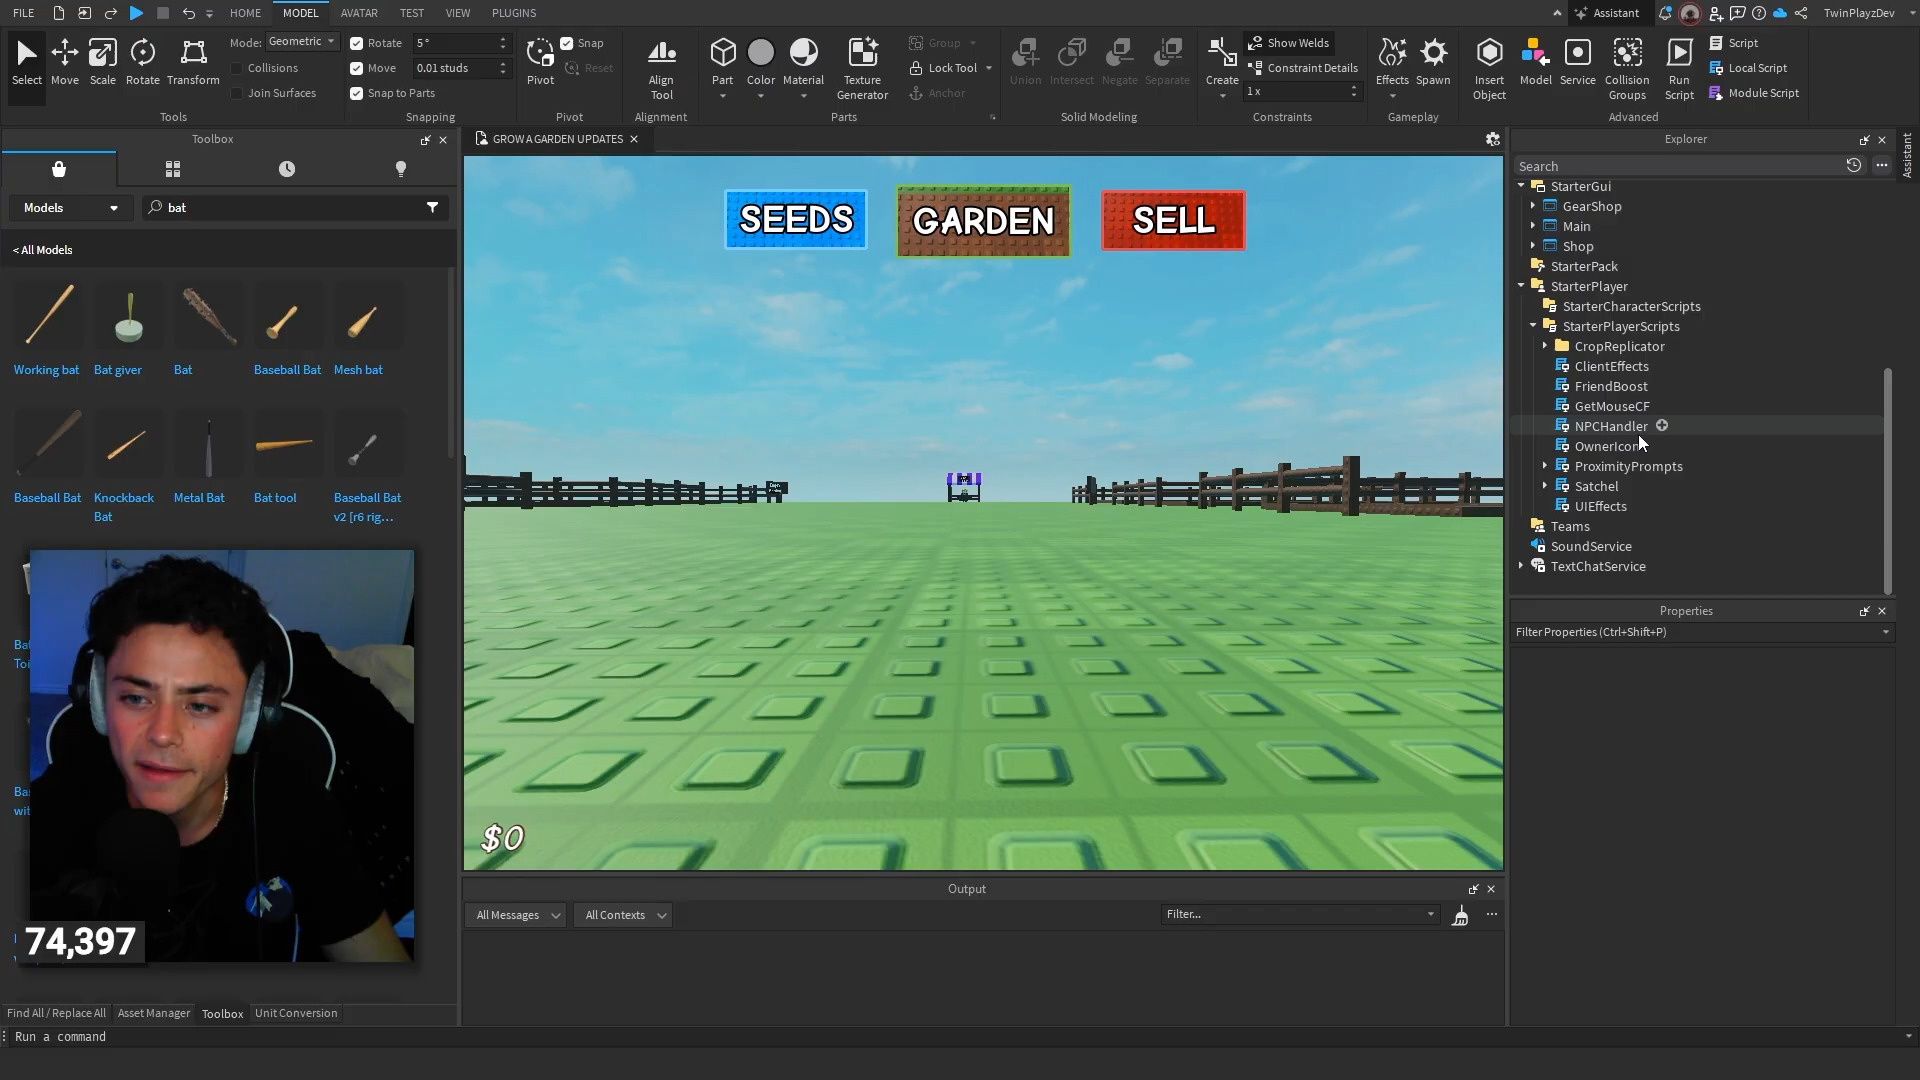 FILE
HOME
MODEL
AVATAR
TEST
VIEW
PLUGINS
Assistant
TwinPlayzDev
Select
Move
Scale
Rotate
Transform
Mode: Geometric
Collisions
Join Surfaces
Tools
Rotate 5°
Move 0.01 studs
Snap to Parts
Snapping
Pivot
Snap
Reset
Pivot
Align
Tool
Alignment
Part
Color
Material
Texture
Generator
Group
Lock Tool
Anchor
Parts
Union
Intersect
Negate
Separate
Solid Modeling
Create
Show Welds
Constraint Details
1 x
Constraints
Effects
Spawn
Gameplay
Insert
Object
Model
Service
Collision
Groups
Run
Script
Script
Local Script
Module Script
Advanced
Toolbox
Models
bat
< All Models
Working bat
Bat giver
Bat
Baseball Bat
Mesh bat
Baseball Bat
Knockback
Bat
Metal Bat
Bat tool
Baseball Bat
v2 [r6 rig...
74,397
Find All / Replace All
Asset Manager
Toolbox
Unit Conversion
Run a command
GROW A GARDEN UPDATES
SEEDS
GARDEN
SELL
$0
Output
All Messages
All Contexts
Filter...
Explorer
Assistant
Search
StarterGui
GearShop
Main
Shop
StarterPack
StarterPlayer
StarterCharacterScripts
StarterPlayerScripts
CropReplicator
ClientEffects
FriendBoost
GetMouseCF
NPCHandler
OwnerIcon
ProximityPrompts
Satchel
UIEffects
Teams
SoundService
TextChatService
Properties
Filter Properties (Ctrl+Shift+P)